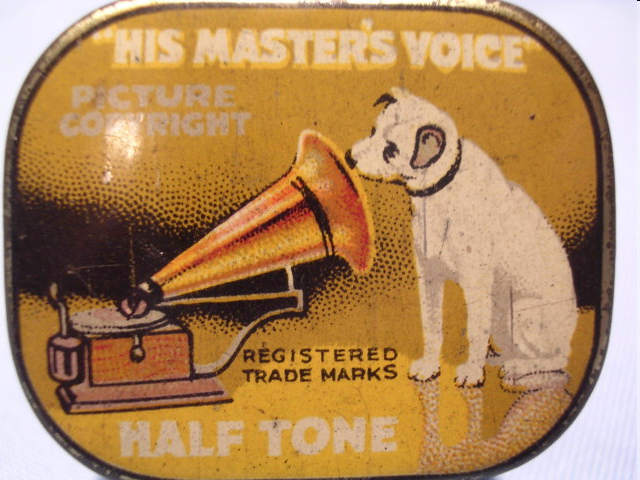 "HIS MASTER'S VOICE"
PICTURE
COPYRIGHT
REGISTERED
TRADE MARKS
HALF TONE